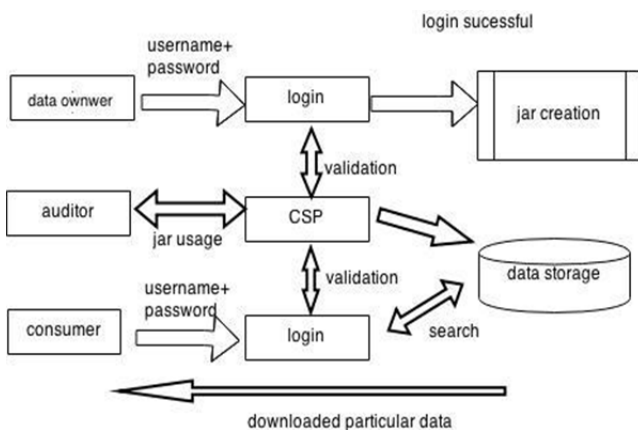 login sucessful
username+
password
data ownwer
login
jar creation
validation
auditor
CSP
jar usage
data storage
validation
username+
password
consumer
login
search
downloaded particular data